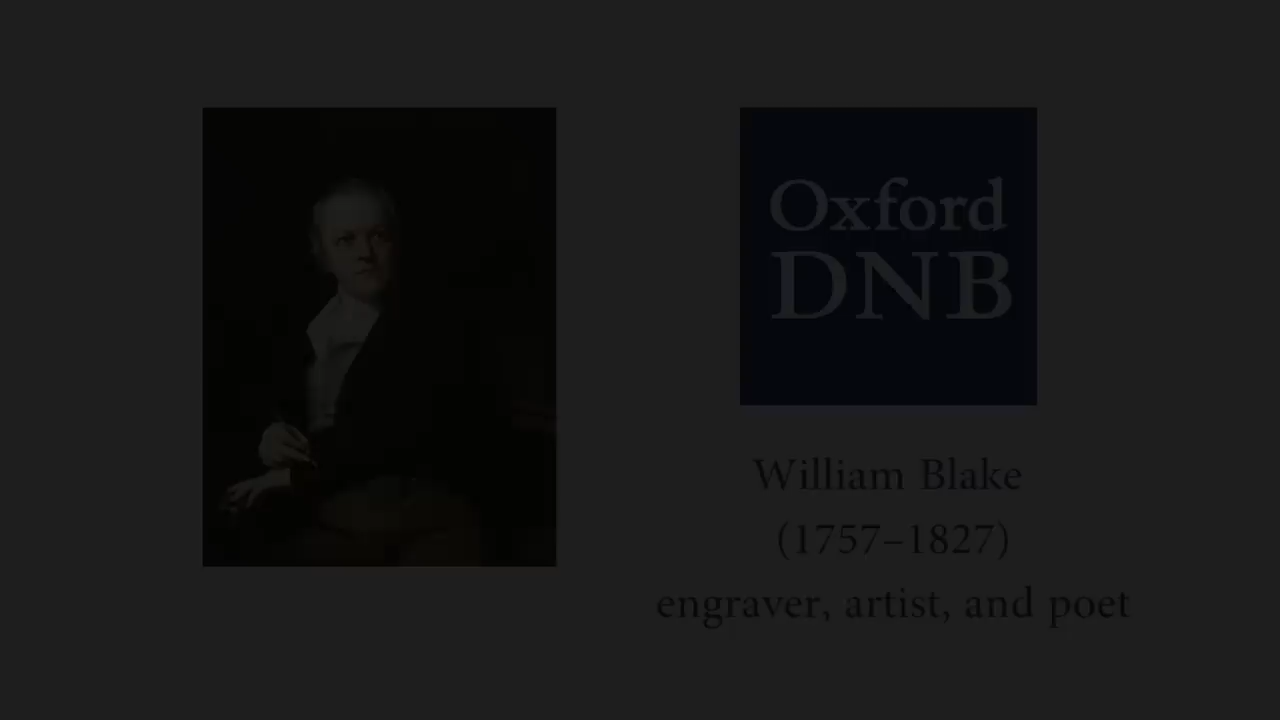 Oxford
DNB
William Blake
(1757–1827)
engraver, artist, and poet